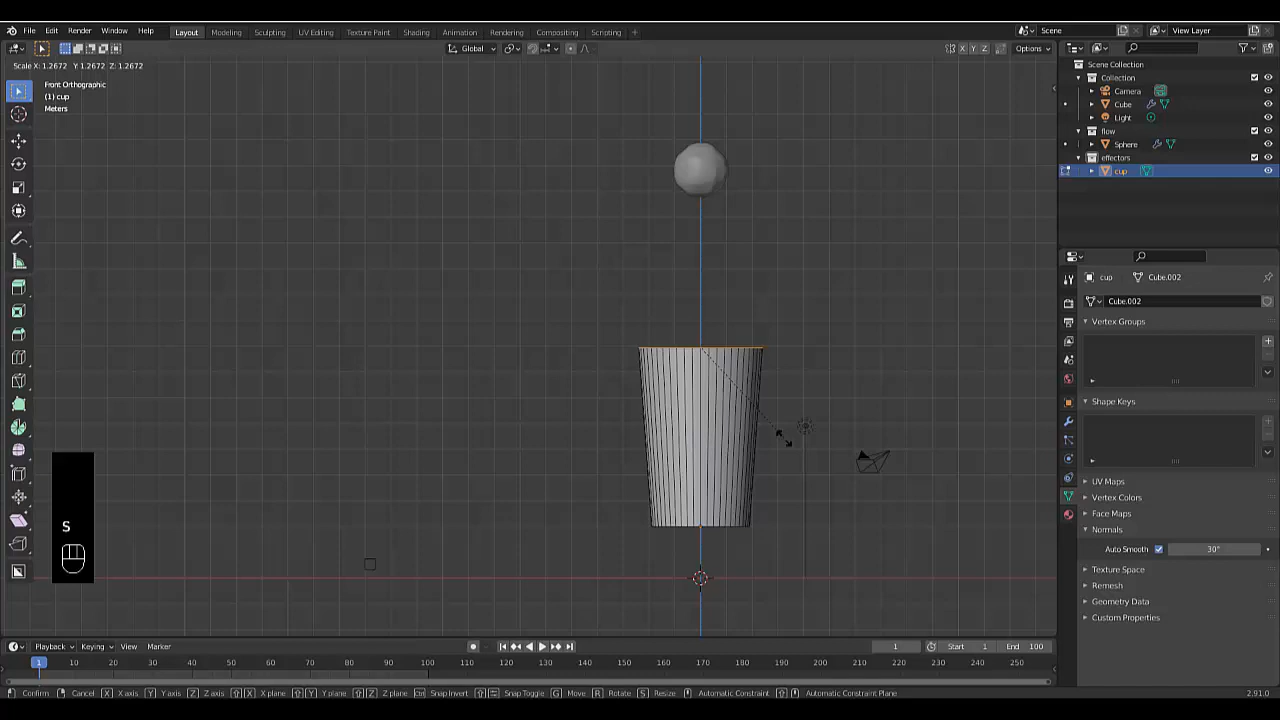 File Edit Render Window Help Layout Modeling Sculpting UV Editing Texture Paint Shading Animation Rendering Compositing Scripting + Scene View Layer
Global X Y Z Options
Scale X: 1.2672 Y: 1.2672 Z: 1.2672
Front Orthographic
(1) cup
Meters
Scene Collection
Collection
Camera
Cube
Light
flow
Sphere
effectors
cup
cup Cube.002
Cube.002
Vertex Groups
Shape Keys
UV Maps
Vertex Colors
Face Maps
Normals
Auto Smooth 30°
Texture Space
Remesh
Geometry Data
Custom Properties
S
Playback Keying View Marker 1 Start 1 End 100
1 10 20 30 40 50 60 70 80 90 100 110 120 130 140 150 160 170 180 190 200 210 220 230 240 250
Confirm Cancel X X axis Y Y axis Z Z axis X X plane Y Y plane Z Z plane Snap Invert Snap Toggle G Move R Rotate S Resize Automatic Constraint Automatic Constraint Plane 2.91.0